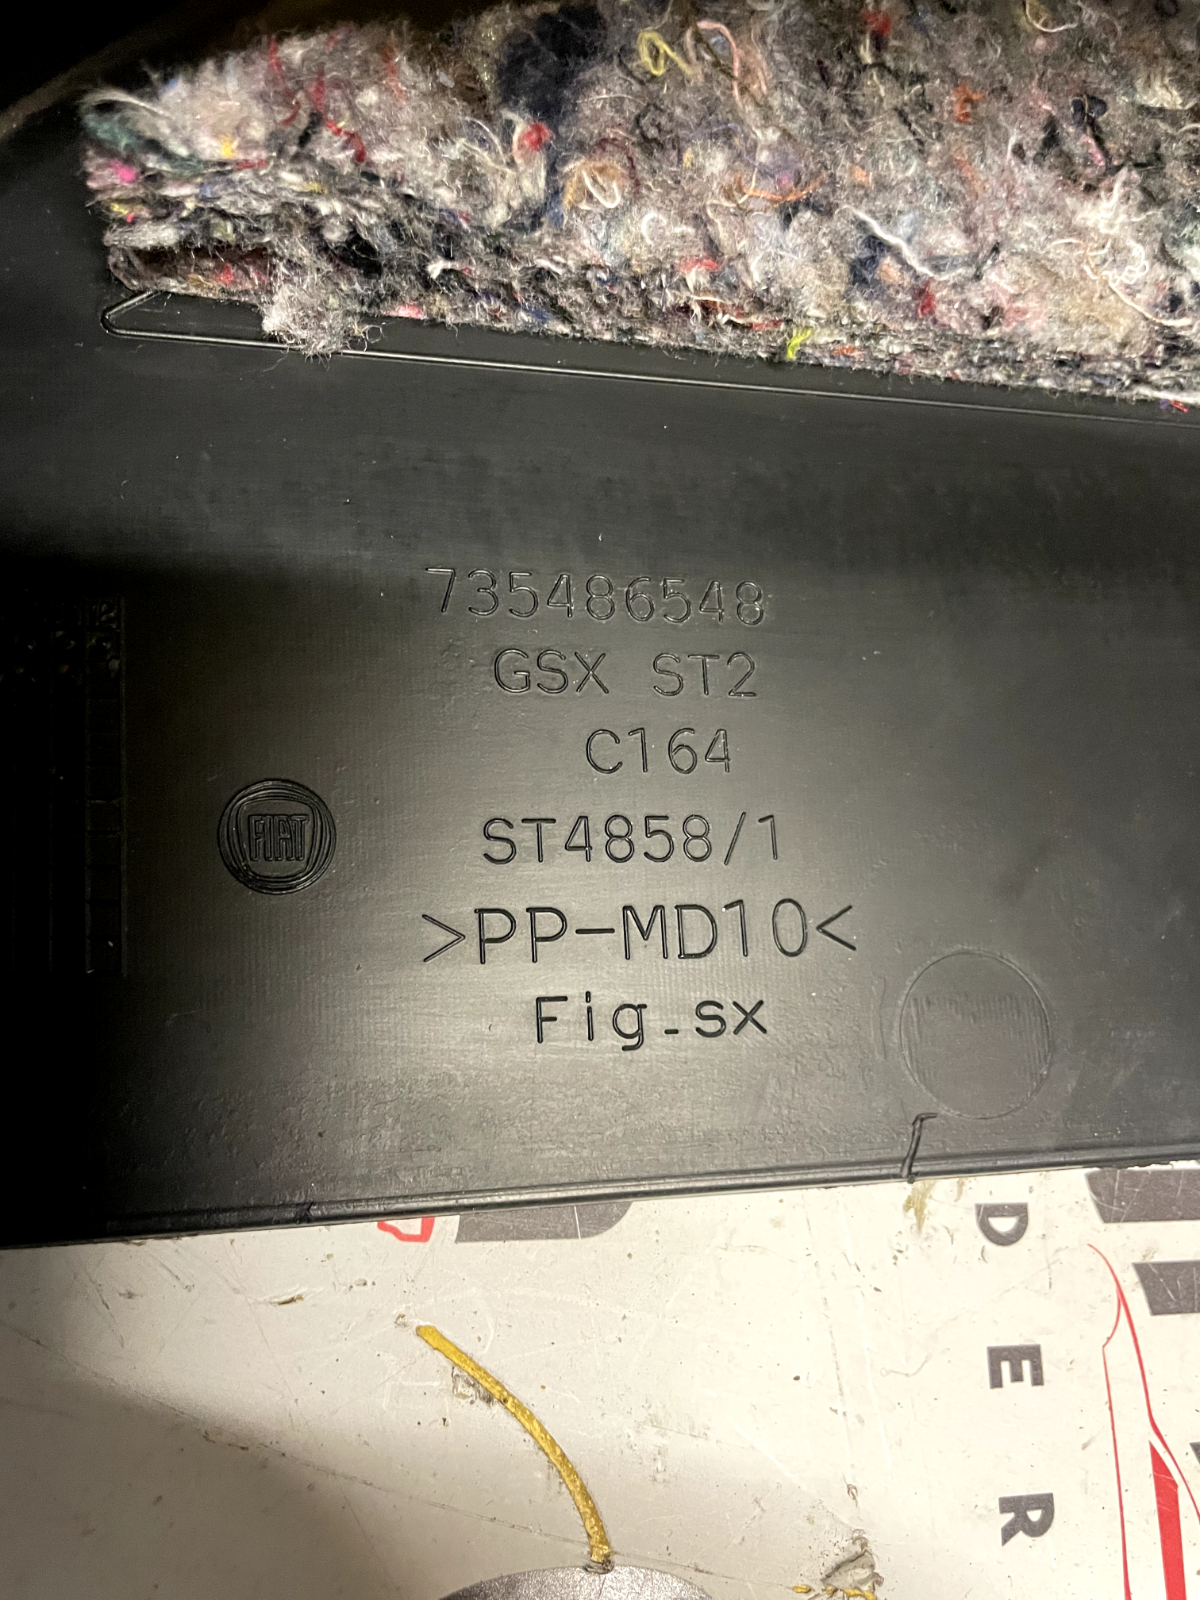 735486548
GSX ST2
C164
FIAT
ST4858/1
>PP-MD10<
Fig.sx
D
E
R